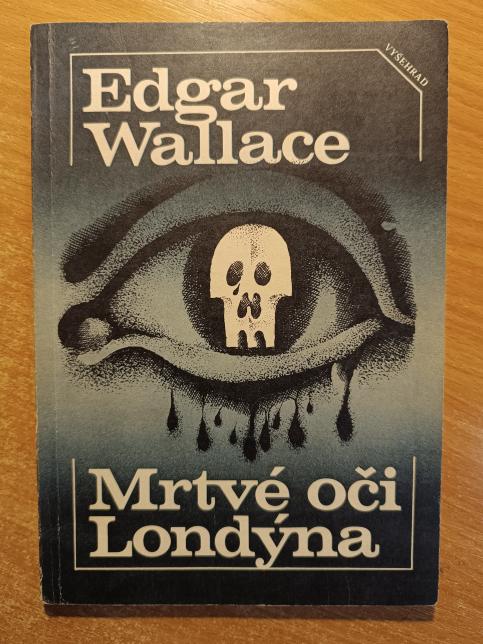 VYŠEHRAD
Edgar
Wallace
Mrtvé oči
Londýna